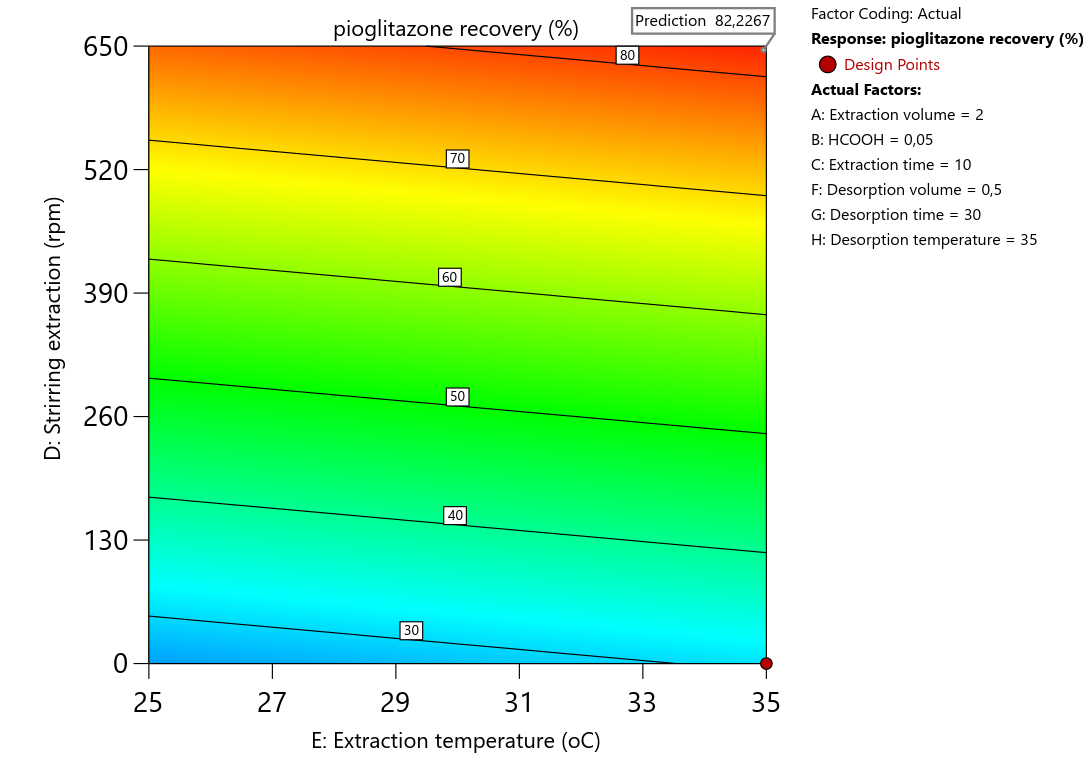 pioglitazone recovery (%)
Prediction 82,2267
650
520
390
260
130
0
D: Strirring extraction (rpm)
80
70
60
50
40
30
25 27 29 31 33 35
E: Extraction temperature (oC)
Factor Coding: Actual
Response: pioglitazone recovery (%)
Design Points
Actual Factors:
A: Extraction volume = 2
B: HCOOH = 0,05
C: Extraction time = 10
F: Desorption volume = 0,5
G: Desorption time = 30
H: Desorption temperature = 35